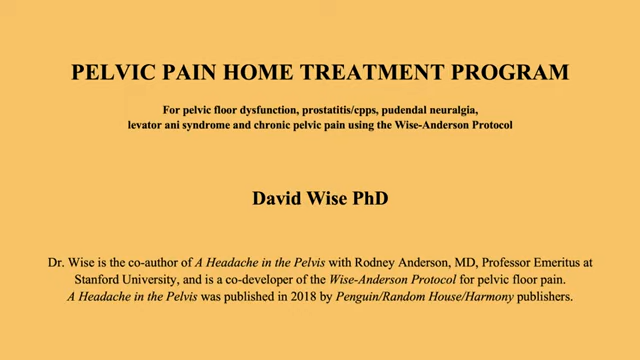 PELVIC PAIN HOME TREATMENT PROGRAM
For pelvic floor dysfunction, prostatitis/cpps, pudendal neuralgia,
levator ani syndrome and chronic pelvic pain using the Wise-Anderson Protocol
David Wise PhD
Dr. Wise is the co-author of A Headache in the Pelvis with Rodney Anderson, MD, Professor Emeritus at
Stanford University, and is a co-developer of the Wise-Anderson Protocol for pelvic floor pain.
A Headache in the Pelvis was published in 2018 by Penguin/Random House/Harmony publishers.